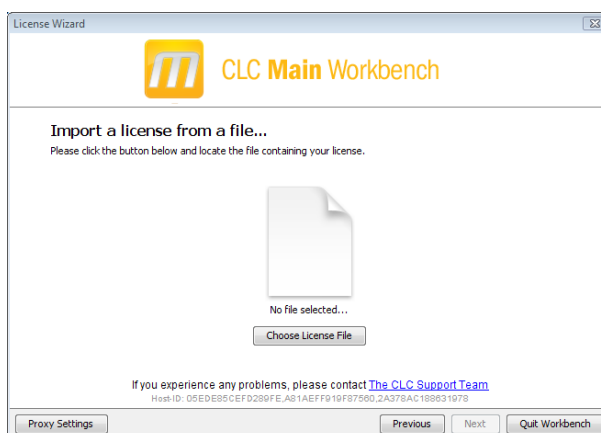 License Wizard
CLC Main Workbench
Import a license from a file...
Please click the button below and locate the file containing your license.
No file selected...
Choose License File
If you experience any problems, please contact The CLC Support Team
Host-ID: 05EDE85CEFD289FE,A81AEFF919F87560,2A378AC188631978
Proxy Settings Previous Next Quit Workbench